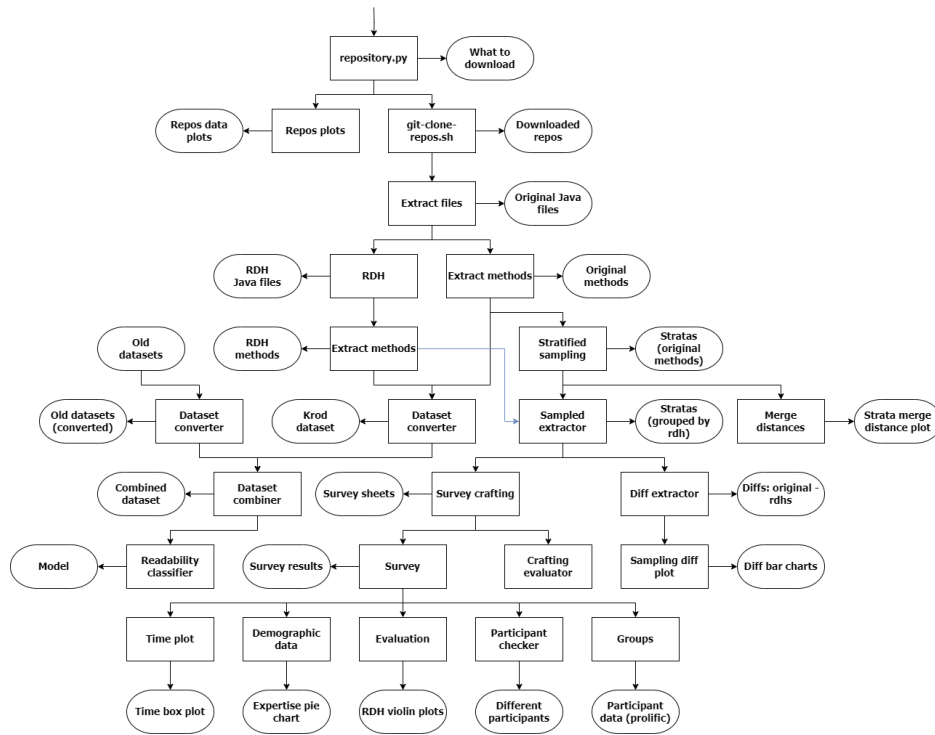 repository.py
What to
download
Repos data
plots
Repos plots
git-clone-
repos.sh
Downloaded
repos
Extract files
Original Java
files
RDH
Java files
RDH
Extract methods
Original
methods
Old
datasets
RDH
methods
Extract methods
Stratified
sampling
Stratas
(original
methods)
Old datasets
(converted)
Dataset
converter
Krod
dataset
Dataset
converter
Sampled
extractor
Stratas
(grouped by
rdh)
Merge
distances
Strata merge
distance plot
Combined
dataset
Dataset
combiner
Survey sheets
Survey crafting
Diff extractor
Diffs: original -
rdhs
Model
Readability
classifier
Survey results
Survey
Crafting
evaluator
Sampling diff
plot
Diff bar charts
Time plot
Demographic
data
Evaluation
Participant
checker
Groups
Time box plot
Expertise pie
chart
RDH violin plots
Different
participants
Participant
data (prolific)